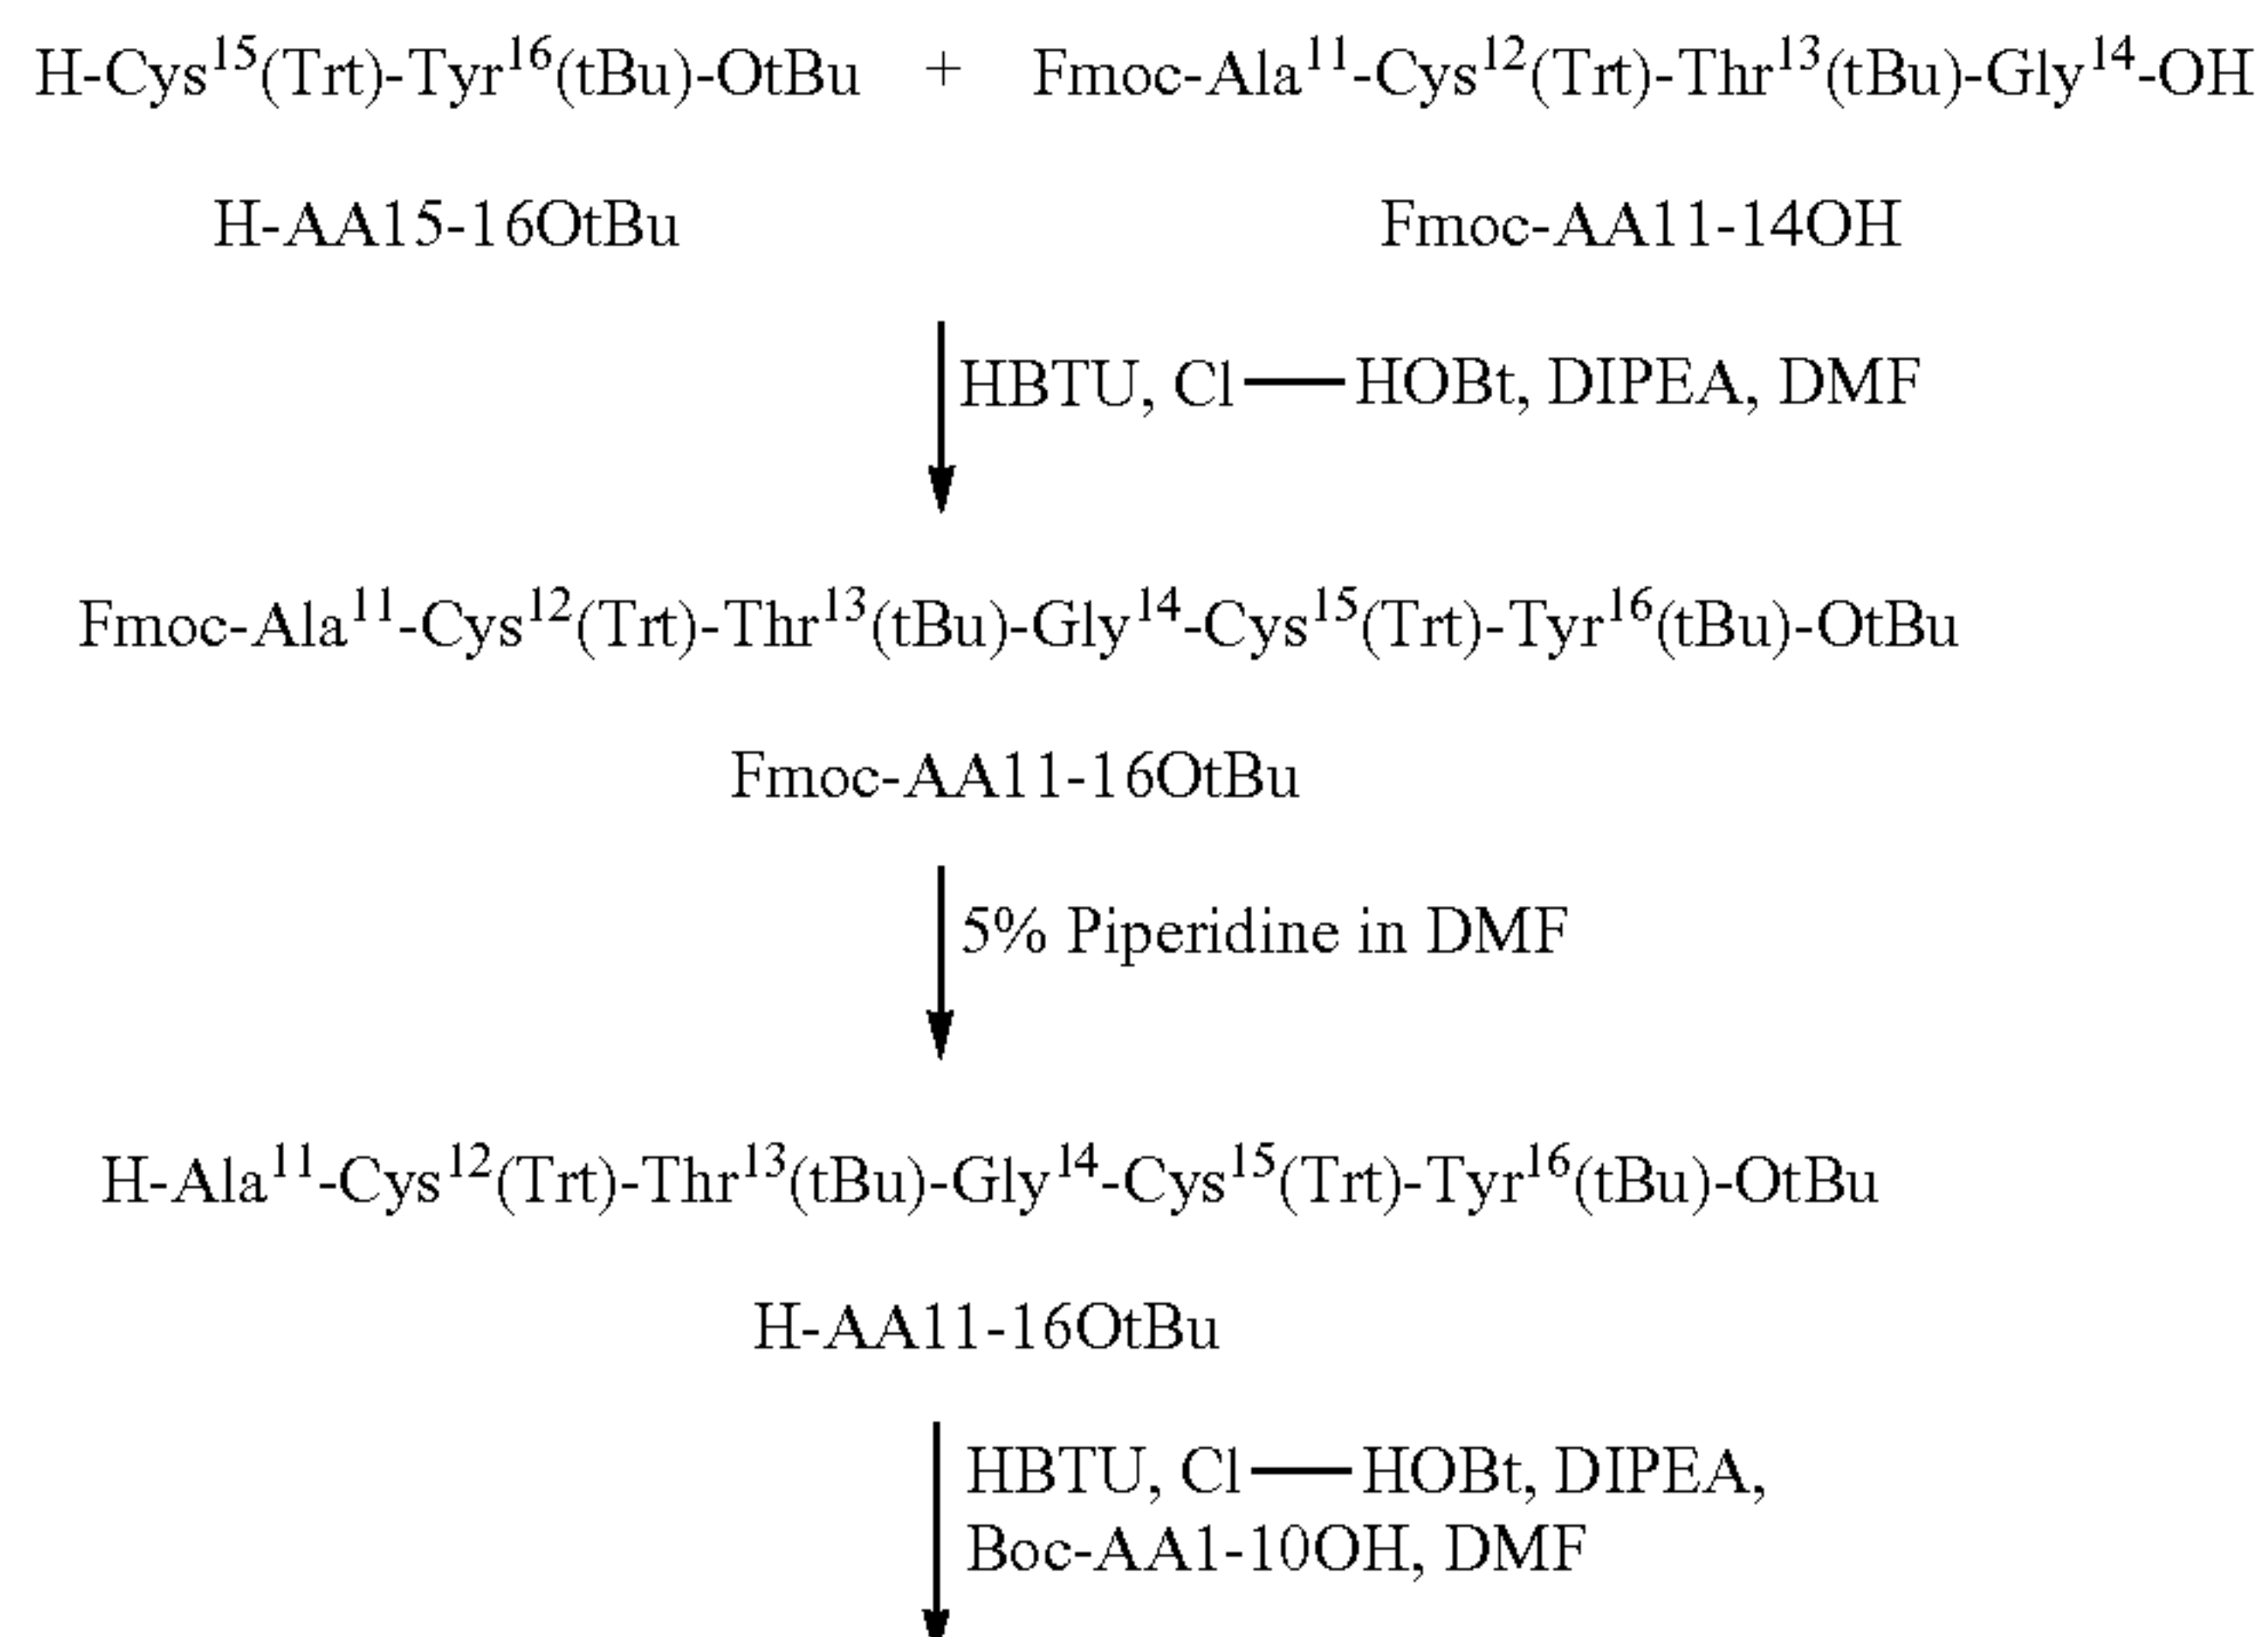 H-Cys¹⁵(Trt)-Tyr¹⁶(tBu)-OtBu + Fmoc-Ala¹¹-Cys¹²(Trt)-Thr¹³(tBu)-Gly¹⁴-OH
H-AA15-16OtBu Fmoc-AA11-14OH
HBTU, Cl—HOBt, DIPEA, DMF
Fmoc-Ala¹¹-Cys¹²(Trt)-Thr¹³(tBu)-Gly¹⁴-Cys¹⁵(Trt)-Tyr¹⁶(tBu)-OtBu
Fmoc-AA11-16OtBu
5% Piperidine in DMF
H-Ala¹¹-Cys¹²(Trt)-Thr¹³(tBu)-Gly¹⁴-Cys¹⁵(Trt)-Tyr¹⁶(tBu)-OtBu
H-AA11-16OtBu
HBTU, Cl—HOBt, DIPEA,
Boc-AA1-10OH, DMF